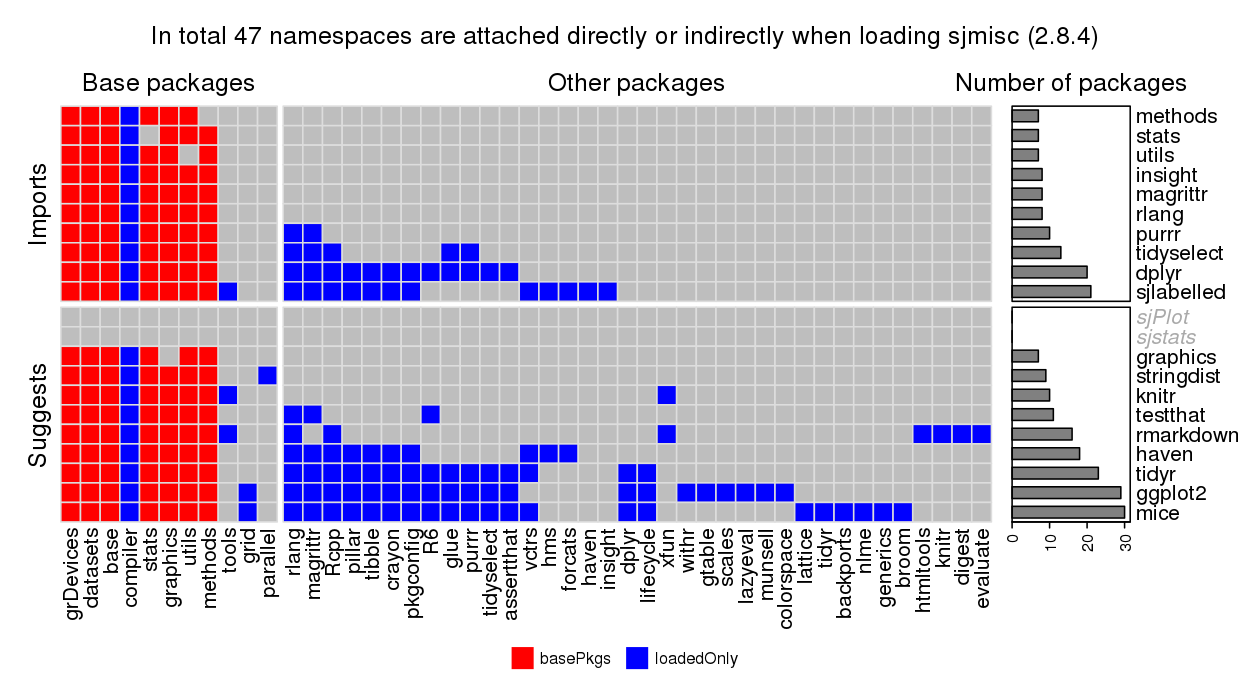 In total 47 namespaces are attached directly or indirectly when loading sjmisc (2.8.4)
Base packages
Other packages
Number of packages
Imports
methods
stats
utils
insight
magrittr
rlang
purrr
tidyselect
dplyr
sjlabelled
Suggests
sjPlot
sjstats
graphics
stringdist
knitr
testthat
rmarkdown
haven
tidyr
ggplot2
mice
grDevices
datasets
base
compiler
stats
graphics
utils
methods
tools
grid
parallel
rlang
magrittr
Rcpp
pillar
tibble
crayon
pkgconfig
R6
glue
purrr
tidyselect
assertthat
vctrs
hms
forcats
haven
insight
dplyr
lifecycle
xfun
withr
gtable
scales
lazyeval
munsell
colorspace
lattice
tidyr
backports
nlme
generics
broom
htmltools
knitr
digest
evaluate
0
10
20
30
basePkgs
loadedOnly